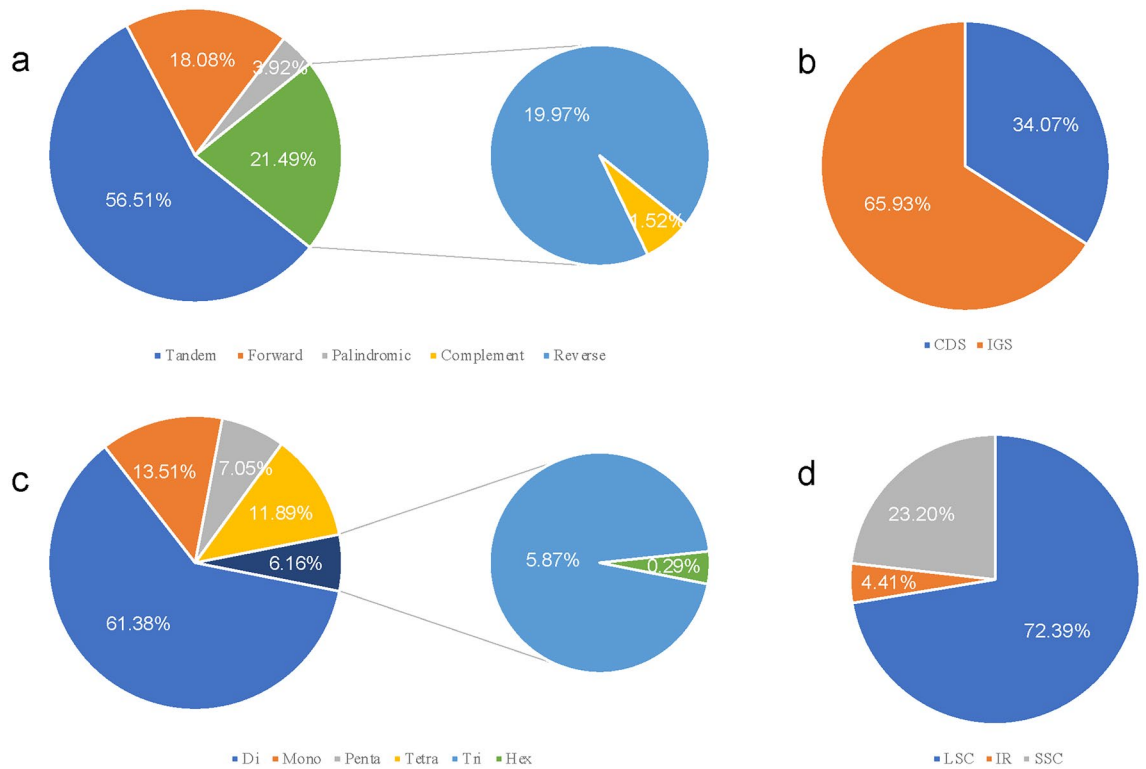 a
18.08%
3.92%
21.49%
56.51%
19.97%
1.52%
Tandem Forward Palindromic Complement Reverse
b
34.07%
65.93%
CDS IGS
c
13.51%
7.05%
11.89%
6.16%
61.38%
5.87%
0.29%
Di Mono Penta Tetra Tri Hex
d
23.20%
4.41%
72.39%
LSC IR SSC